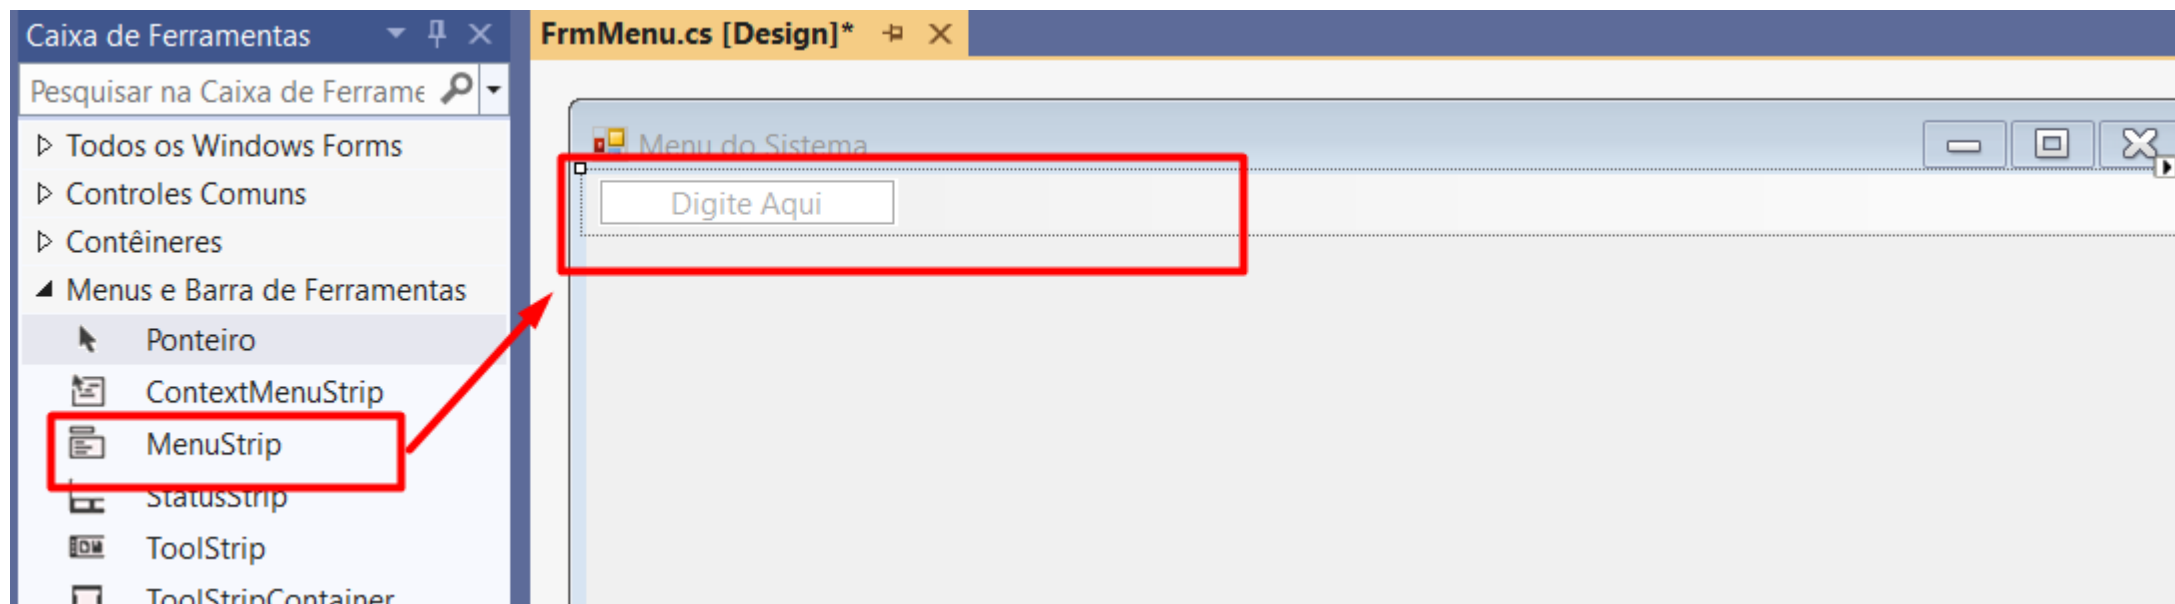 Caixa de Ferramentas
Pesquisar na Caixa de Ferrame
Todos os Windows Forms
Controles Comuns
Contêineres
Menus e Barra de Ferramentas
Ponteiro
ContextMenuStrip
MenuStrip
StatusStrip
ToolStrip
ToolStripContainer
FrmMenu.cs [Design]*
Menu do Sistema
Digite Aqui